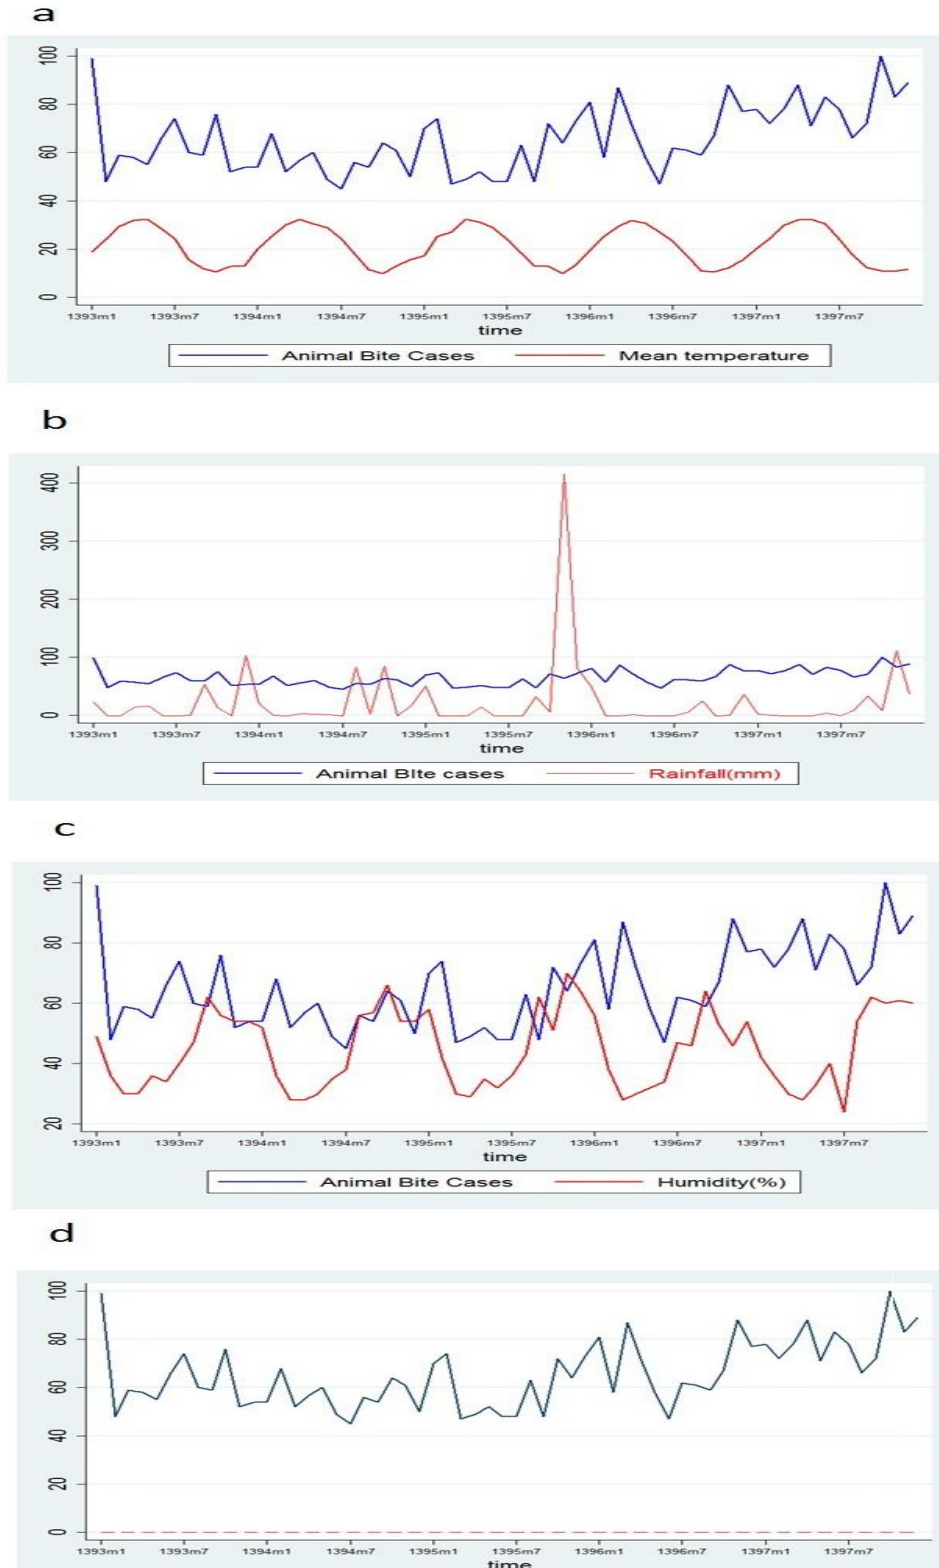 a
100
80
60
40
20
0
1393m1 1393m7 1394m1 1394m7 1395m1 1395m7 1396m1 1396m7 1397m1 1397m7
time
Animal Bite Cases Mean temperature
b
400
300
200
100
0
1393m1 1393m7 1394m1 1394m7 1395m1 1395m7 1396m1 1396m7 1397m1 1397m7
time
Animal BIte cases Rainfall(mm)
c
100
80
60
40
20
1393m1 1393m7 1394m1 1394m7 1395m1 1395m7 1396m1 1396m7 1397m1 1397m7
time
Animal Bite Cases Humidity(%)
d
100
80
60
40
20
0
1393m1 1393m7 1394m1 1394m7 1395m1 1395m7 1396m1 1396m7 1397m1 1397m7
time